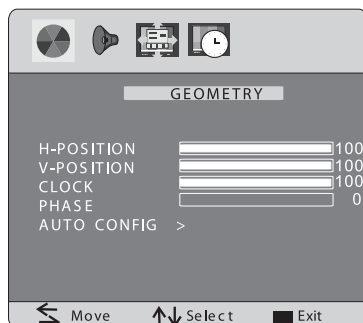 GEOMETRY
H-POSITION 100
V-POSITION 100
CLOCK 100
PHASE 0
AUTO CONFIG >
Move Select Exit